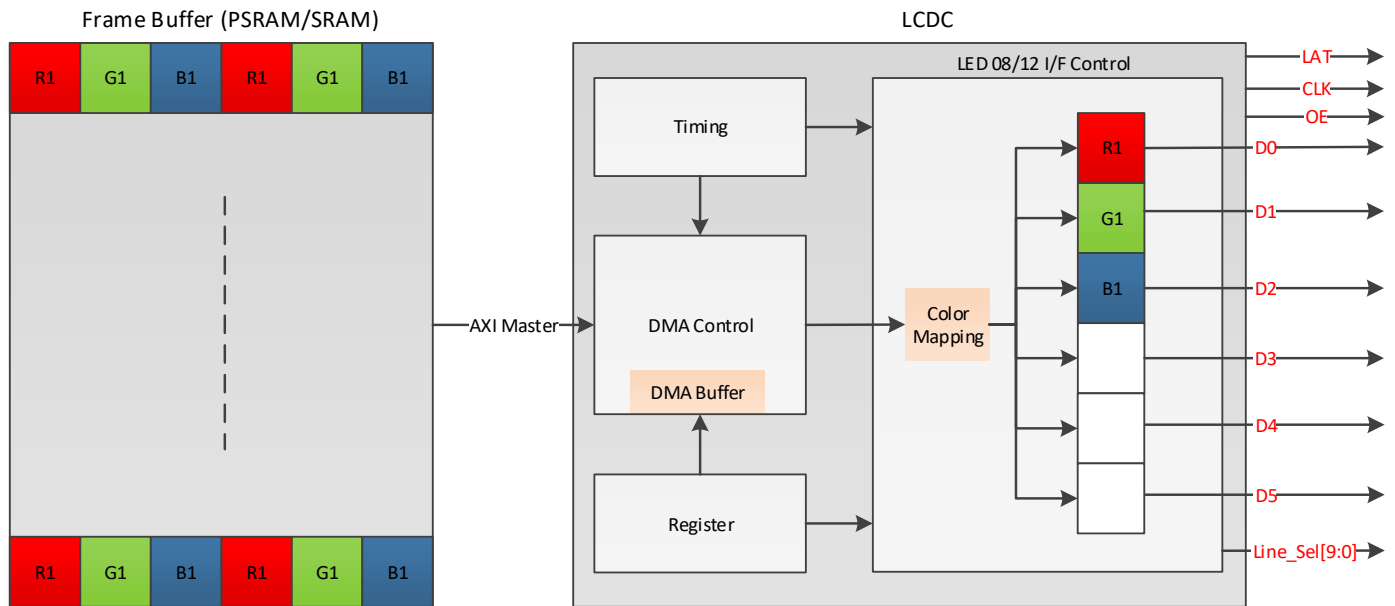 Frame Buffer (PSRAM/SRAM)
R1 G1 B1 R1 G1 B1
R1 G1 B1 R1 G1 B1
AXI Master
LCDC
Timing
DMA Control
DMA Buffer
Register
LED 08/12 I/F Control
Color
Mapping
R1
G1
B1
LAT
CLK
OE
D0
D1
D2
D3
D4
D5
Line_Sel[9:0]